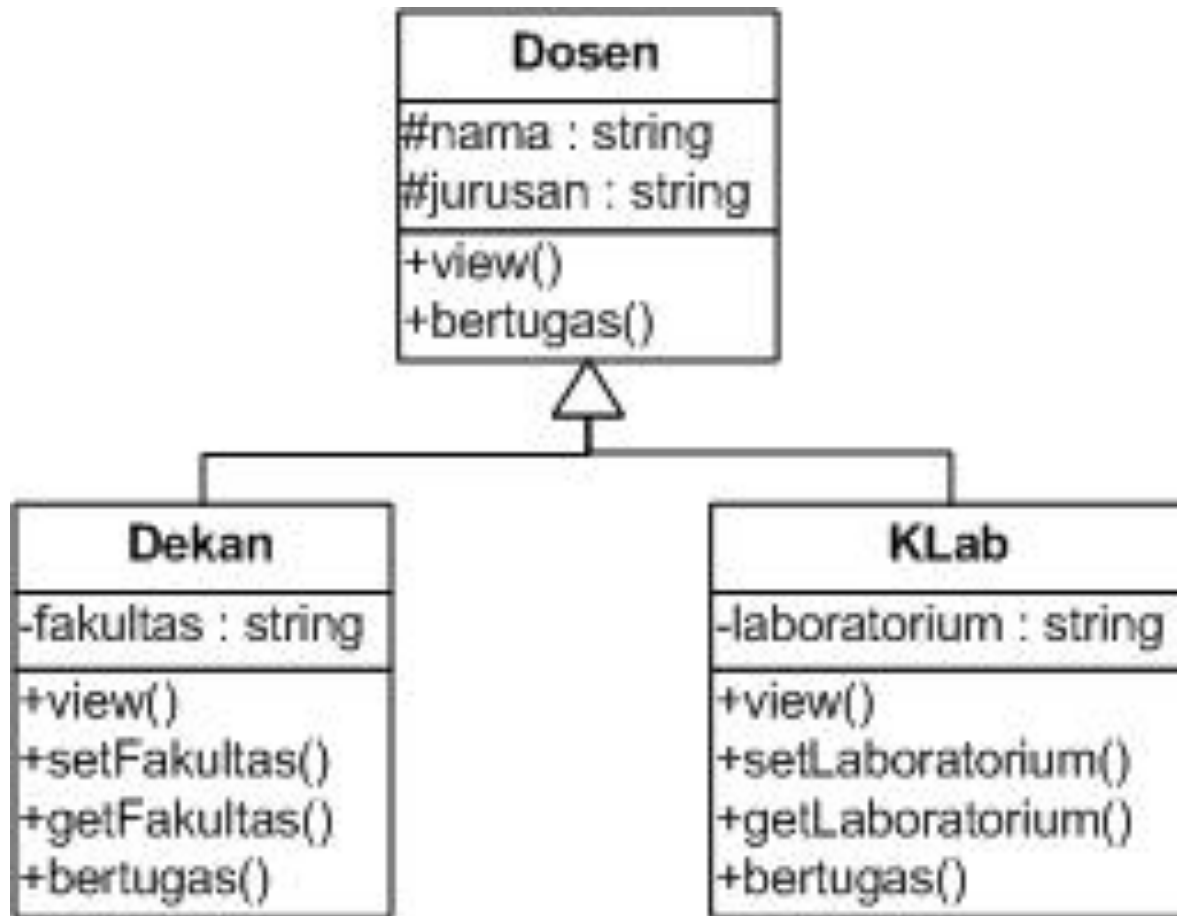 Dosen
#nama : string
#jurusan : string
+view()
+bertugas()
Dekan
-fakultas : string
+view()
+setFakultas()
+getFakultas()
+bertugas()
KLab
-laboratorium : string
+view()
+setLaboratorium()
+getLaboratorium()
+bertugas()